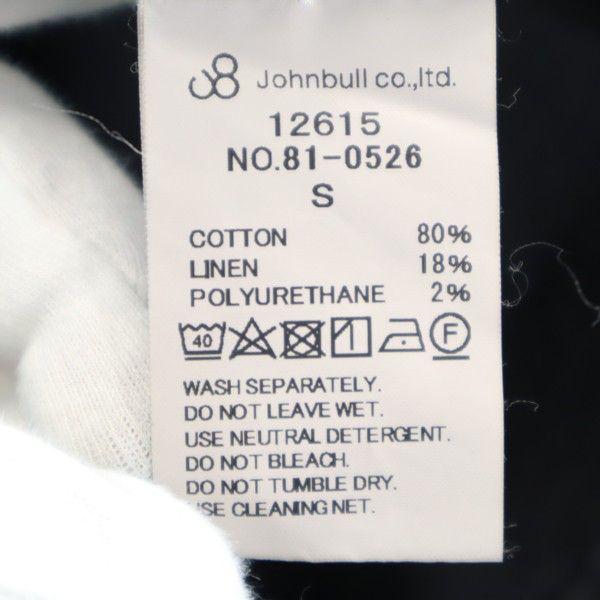 Johnbull co.,ltd.
12615
NO.81-0526
S
COTTON 80%
LINEN 18%
POLYURETHANE 2%
40 F
WASH SEPARATELY.
DO NOT LEAVE WET.
USE NEUTRAL DETERGENT.
DO NOT BLEACH.
DO NOT TUMBLE DRY.
USE CLEANING NET.